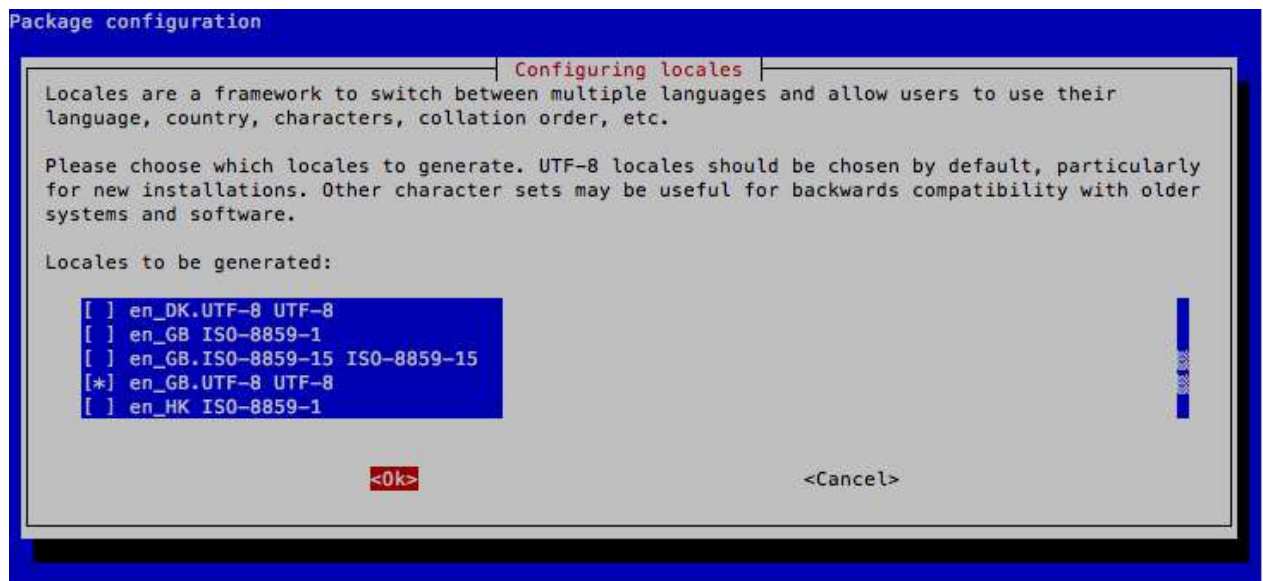 Package configuration
Configuring locales
Locales are a framework to switch between multiple languages and allow users to use their
language, country, characters, collation order, etc.
Please choose which locales to generate. UTF-8 locales should be chosen by default, particularly
for new installations. Other character sets may be useful for backwards compatibility with older
systems and software.
Locales to be generated:
[ ] en_DK.UTF-8 UTF-8
[ ] en_GB ISO-8859-1
[ ] en_GB.ISO-8859-15 ISO-8859-15
[*] en_GB.UTF-8 UTF-8
[ ] en_HK ISO-8859-1
<Ok> <Cancel>